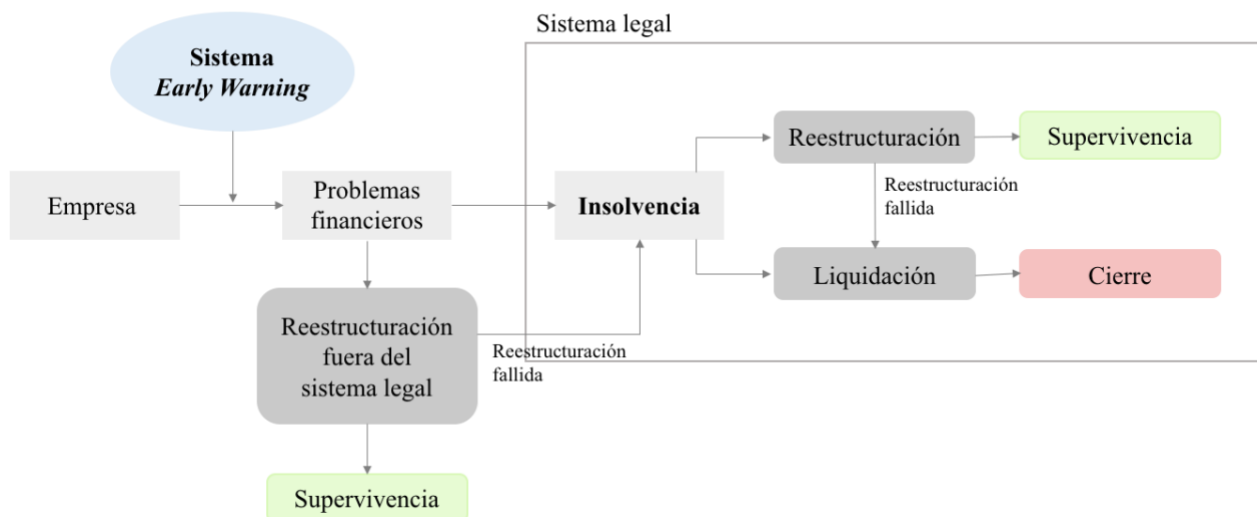 Sistema legal
Sistema
Early Warning
Reestructuración
Supervivencia
Empresa
Problemas
financieros
Insolvencia
Reestructuración
fallida
Liquidación
Cierre
Reestructuración
fuera del
sistema legal
Reestructuración
fallida
Supervivencia